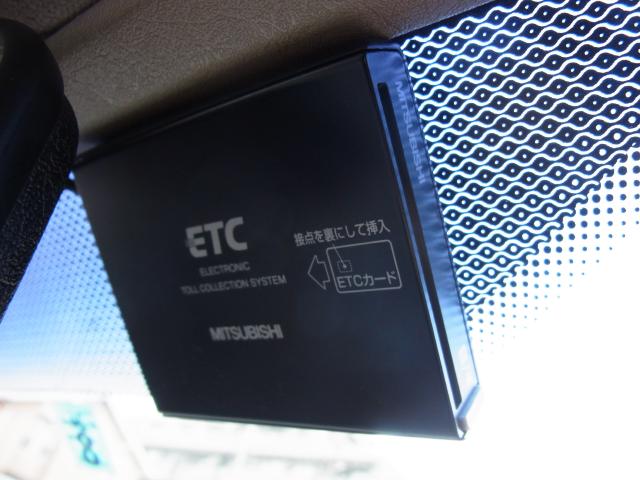 ETC
ELECTRONIC
TOLL COLLECTION SYSTEM
MITSUBISHI
接点を裏にして挿入
ETCカード
MITSUBISHI